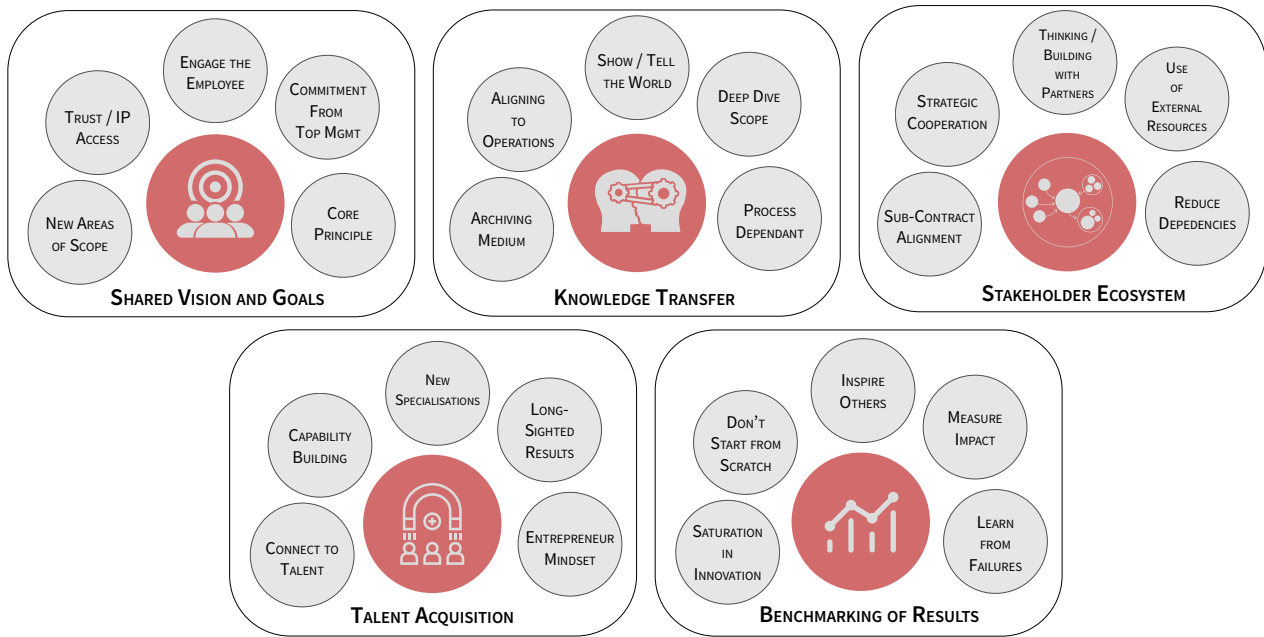 Engage the
Employee
Trust / IP
Access
Commitment
From
Top Mgmt
New Areas
of Scope
Core
Principle
Shared Vision and Goals
Show / Tell
the World
Aligning
to
Operations
Deep Dive
Scope
Archiving
Medium
Process
Dependant
Knowledge Transfer
Thinking /
Building
with
Partners
Strategic
Cooperation
Use
of
External
Resources
Sub-Contract
Alignment
Reduce
Depedencies
Stakeholder Ecosystem
New
Specialisations
Capability
Building
Long-
Sighted
Results
Connect to
Talent
Entrepreneur
Mindset
Talent Acquisition
Inspire
Others
Don't
Start from
Scratch
Measure
Impact
Saturation
in
Innovation
Learn
from
Failures
Benchmarking of Results